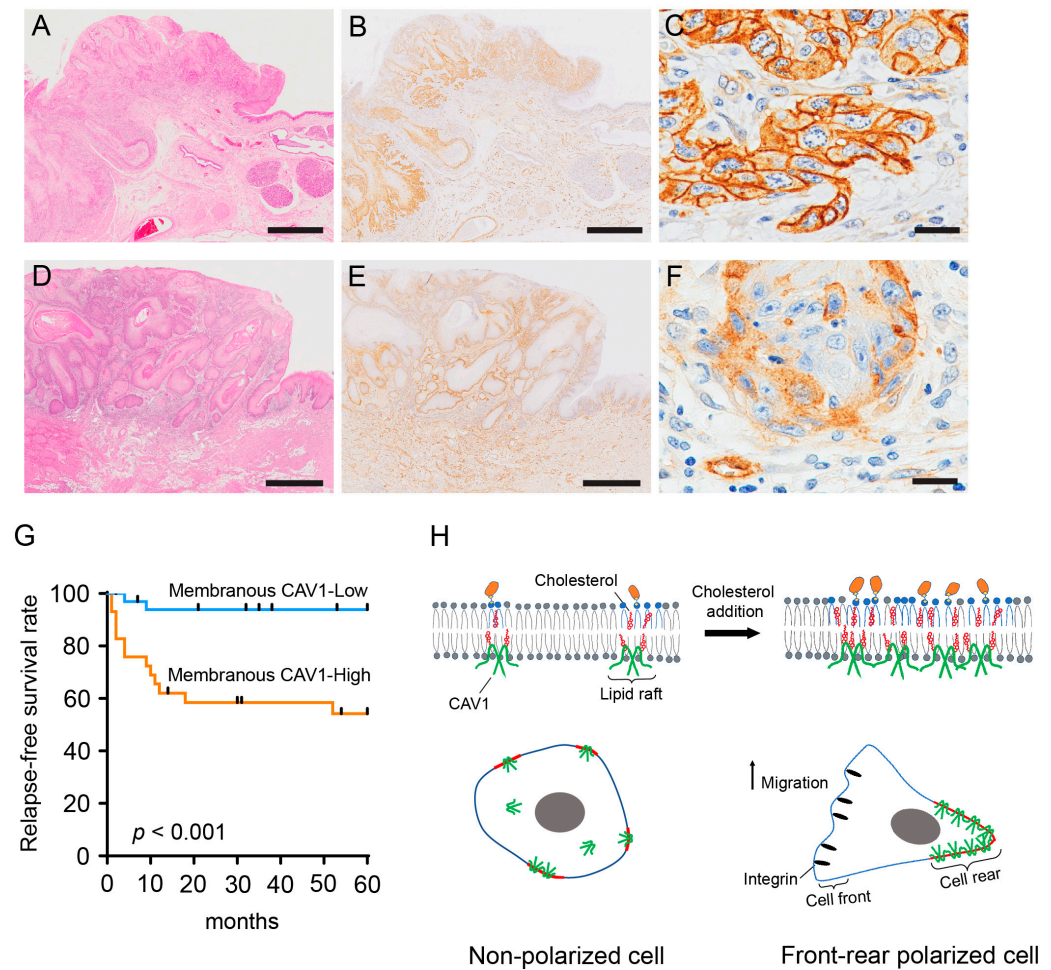 A
B
C
D
E
F
G
Relapse-free survival rate
100
80
60
40
20
0
Membranous CAV1-Low
Membranous CAV1-High
p < 0.001
0 10 20 30 40 50 60
months
H
Cholesterol
CAV1
Lipid raft
Cholesterol
addition
Migration
Integrin
Cell front
Cell rear
Non-polarized cell
Front-rear polarized cell